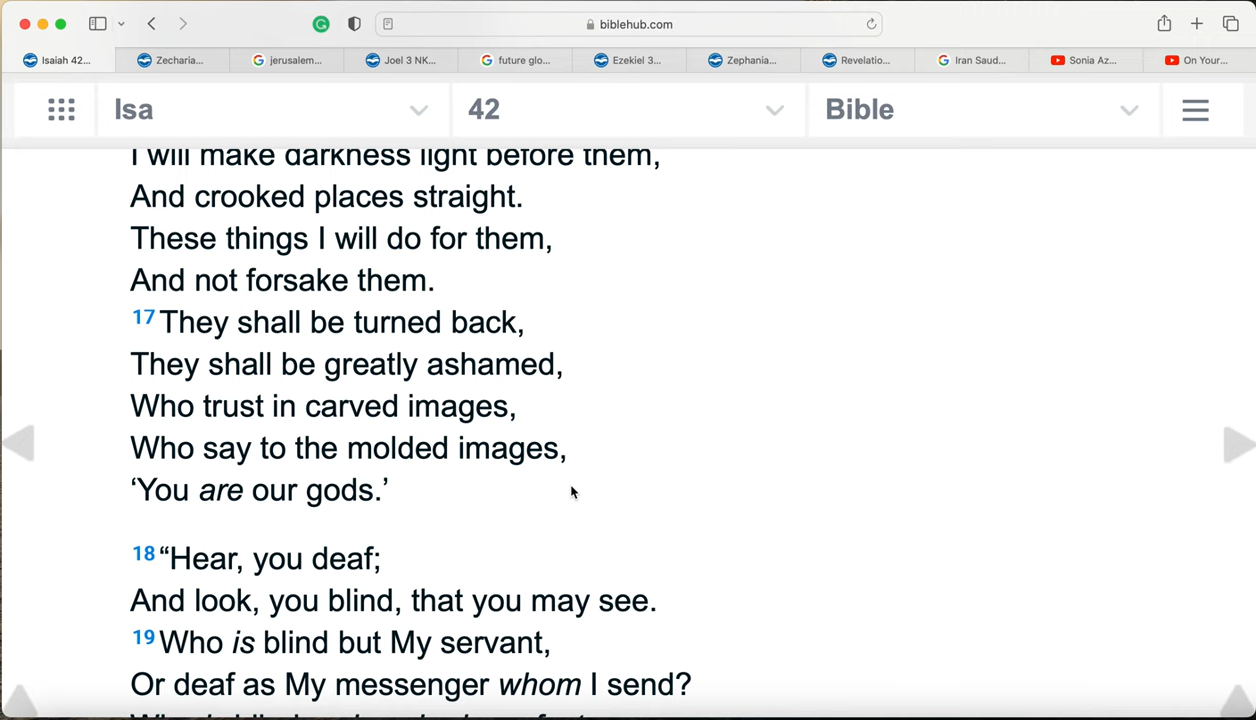 biblehub.com
Isaiah 42...
Zecharia...
jerusalem...
Joel 3 NK...
future glo...
Ezekiel 3...
Zephania...
Revelatio...
Iran Saud...
Sonia Az...
On Your...
Isa
42
Bible
I will make darkness light before them,
And crooked places straight.
These things I will do for them,
And not forsake them.
17 They shall be turned back,
They shall be greatly ashamed,
Who trust in carved images,
Who say to the molded images,
‘You are our gods.’
18 “Hear, you deaf;
And look, you blind, that you may see.
19 Who is blind but My servant,
Or deaf as My messenger whom I send?